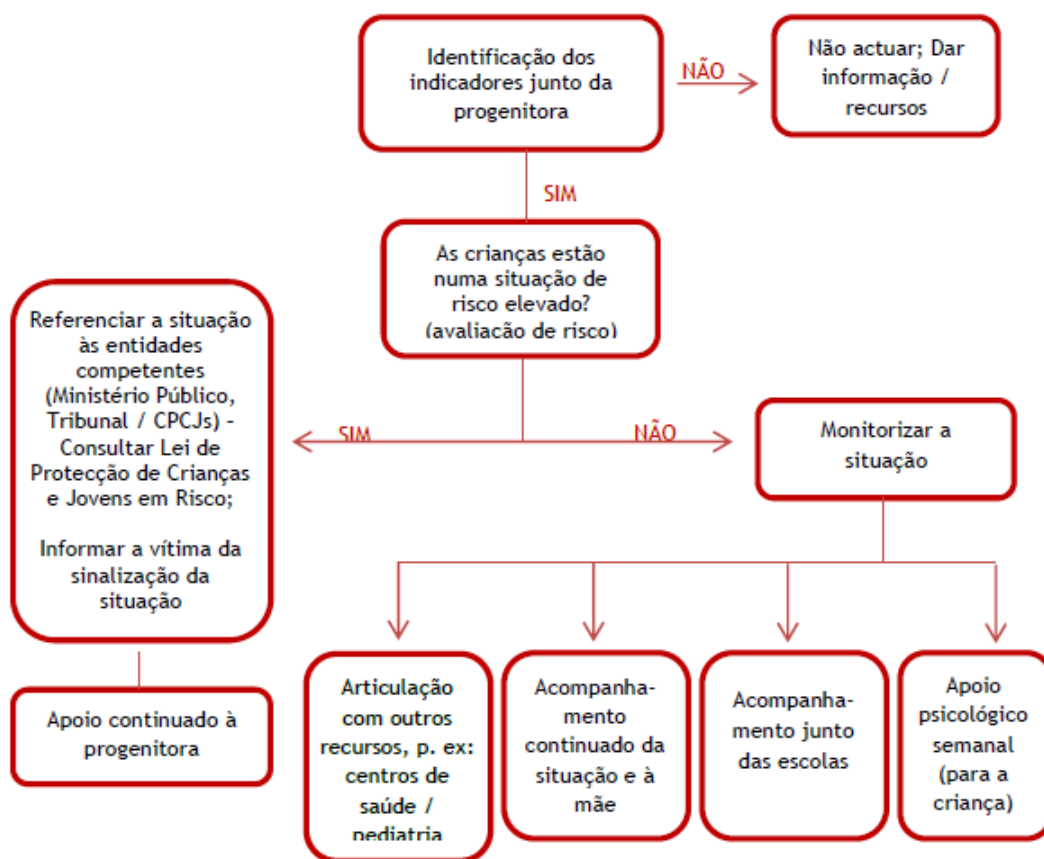 Identificação dos
indicadores junto da
progenitora
NÃO
Não actuar; Dar
informação /
recursos
SIM
As crianças estão
numa situação de
risco elevado?
(avaliação de risco)
Referenciar a situação
às entidades
competentes
(Ministério Público,
Tribunal / CPCJs) –
Consultar Lei de
Protecção de Crianças
e Jovens em Risco;
Informar a vítima da
sinalização da
situação
SIM
NÃO
Monitorizar a
situação
Apoio continuado à
progenitora
Articulação
com outros
recursos, p. ex:
centros de
saúde /
pediatria
Acompanha-
mento
continuado da
situação e à
mãe
Acompanha-
mento junto
das escolas
Apoio
psicológico
semanal
(para a
criança)